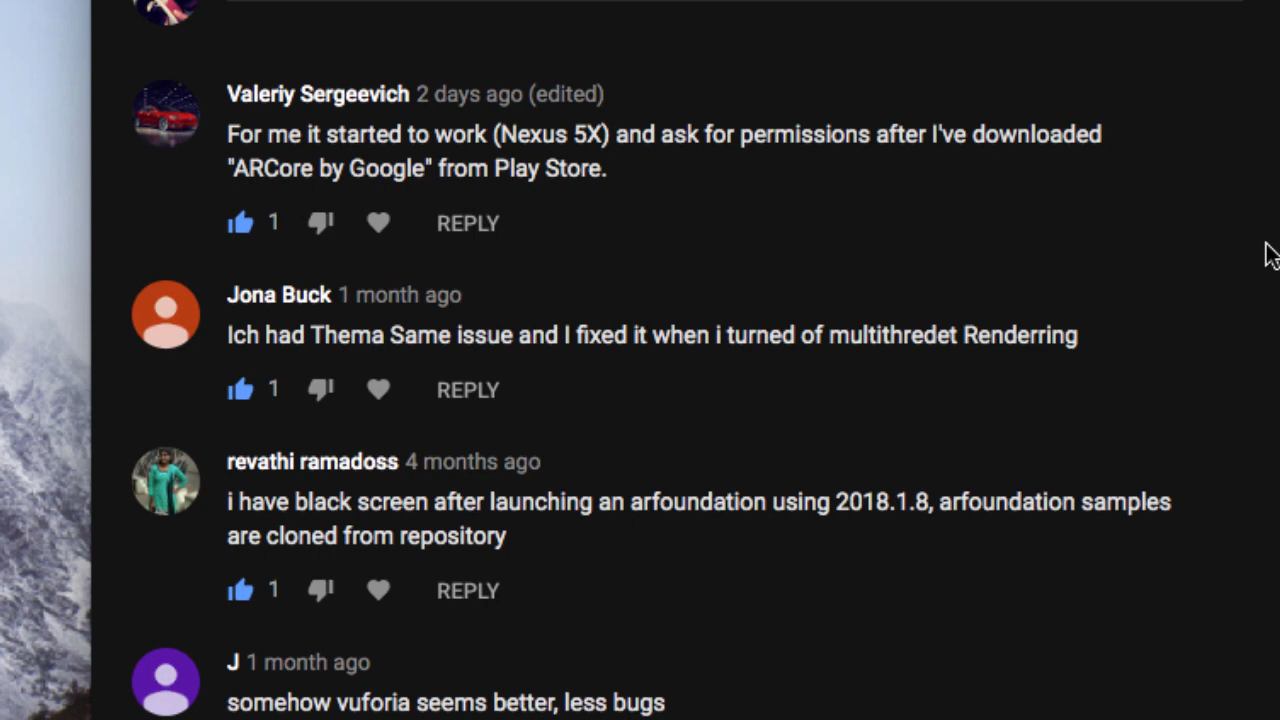 Valeriy Sergeevich 2 days ago (edited)
For me it started to work (Nexus 5X) and ask for permissions after I've downloaded
"ARCore by Google" from Play Store.
1 REPLY
Jona Buck 1 month ago
Ich had Thema Same issue and I fixed it when i turned of multithredet Renderring
1 REPLY
revathi ramadoss 4 months ago
i have black screen after launching an arfoundation using 2018.1.8, arfoundation samples
are cloned from repository
1 REPLY
J 1 month ago
somehow vuforia seems better, less bugs